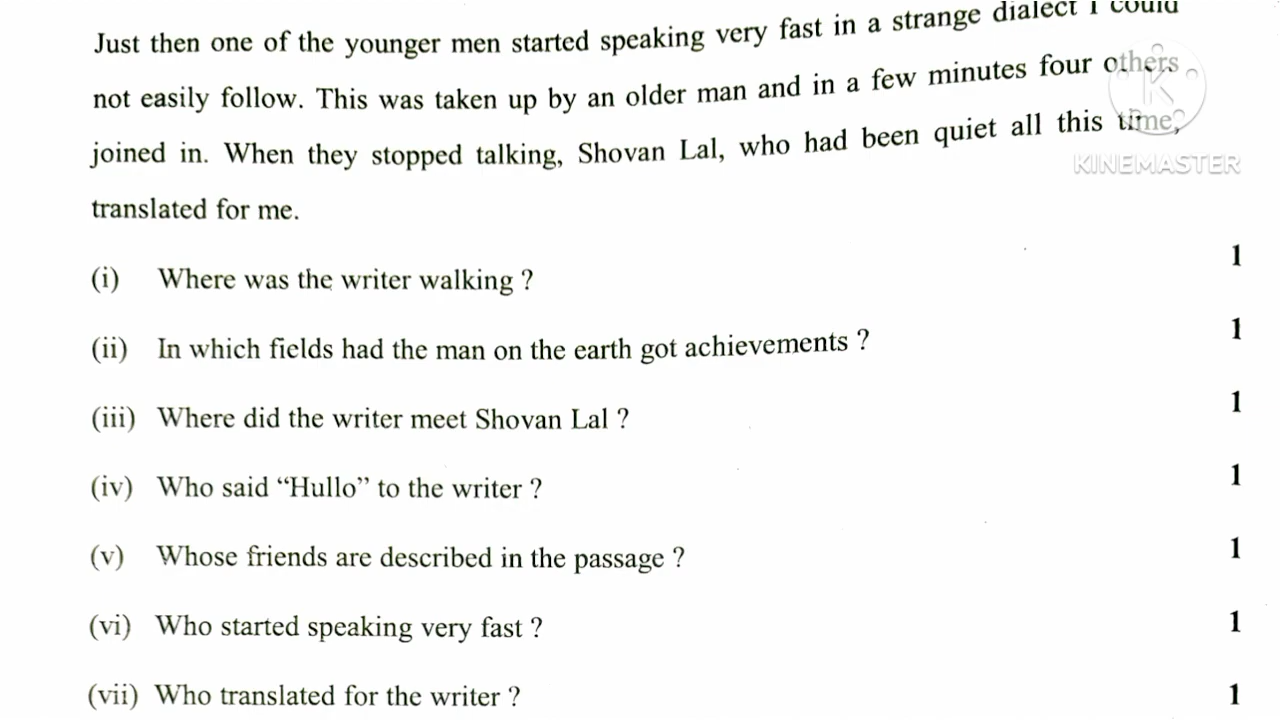 Just then one of the younger men started speaking very fast in a strange dialect I could
not easily follow. This was taken up by an older man and in a few minutes four others
joined in. When they stopped talking, Shovan Lal, who had been quiet all this time,
KINEMASTER
translated for me.
(i) Where was the writer walking ? 1
(ii) In which fields had the man on the earth got achievements ? 1
(iii) Where did the writer meet Shovan Lal ? 1
(iv) Who said “Hullo” to the writer ? 1
(v) Whose friends are described in the passage ? 1
(vi) Who started speaking very fast ? 1
(vii) Who translated for the writer ? 1